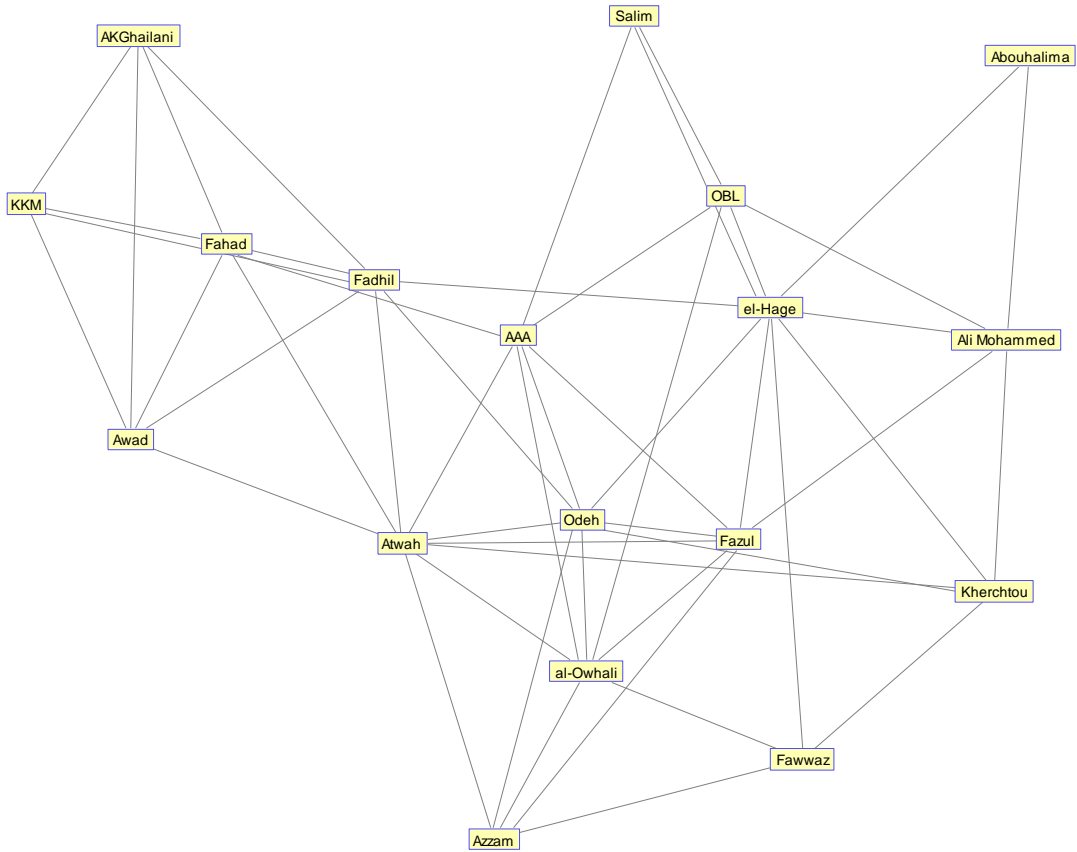 Salim
AKGhailani
Abouhalima
OBL
KKM
Fahad
Fadhil
el-Hage
AAA
Ali Mohammed
Awad
Odeh
Fazul
Atwah
Kherchtou
al-Owhali
Fawwaz
Azzam